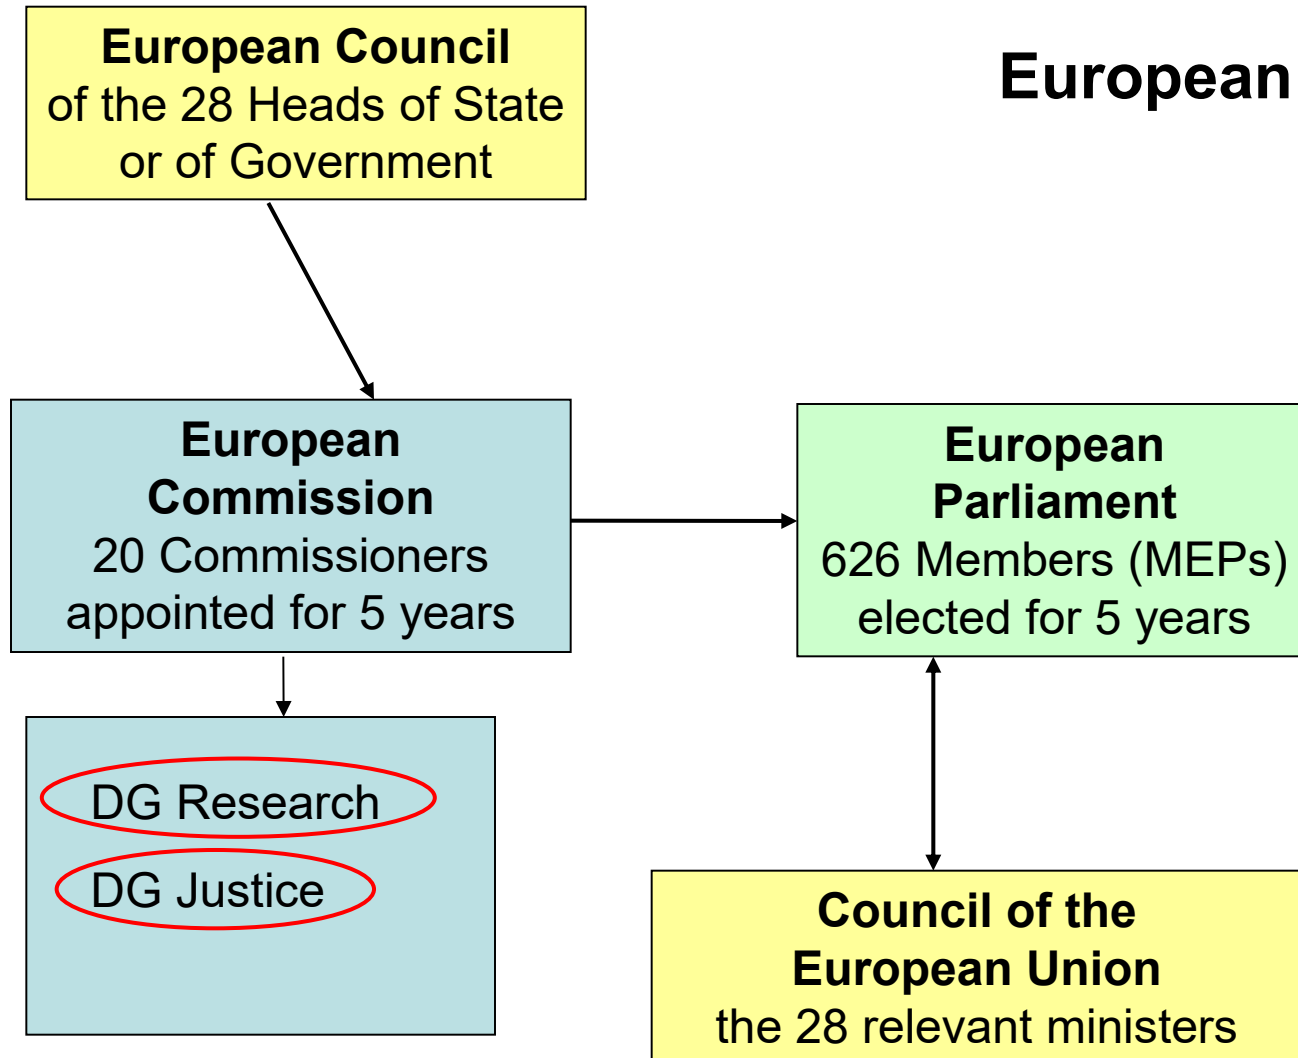 European Council
of the 28 Heads of State
or of Government
European
European
Commission
20 Commissioners
appointed for 5 years
European
Parliament
626 Members (MEPs)
elected for 5 years
DG Research
DG Justice
Council of the
European Union
the 28 relevant ministers